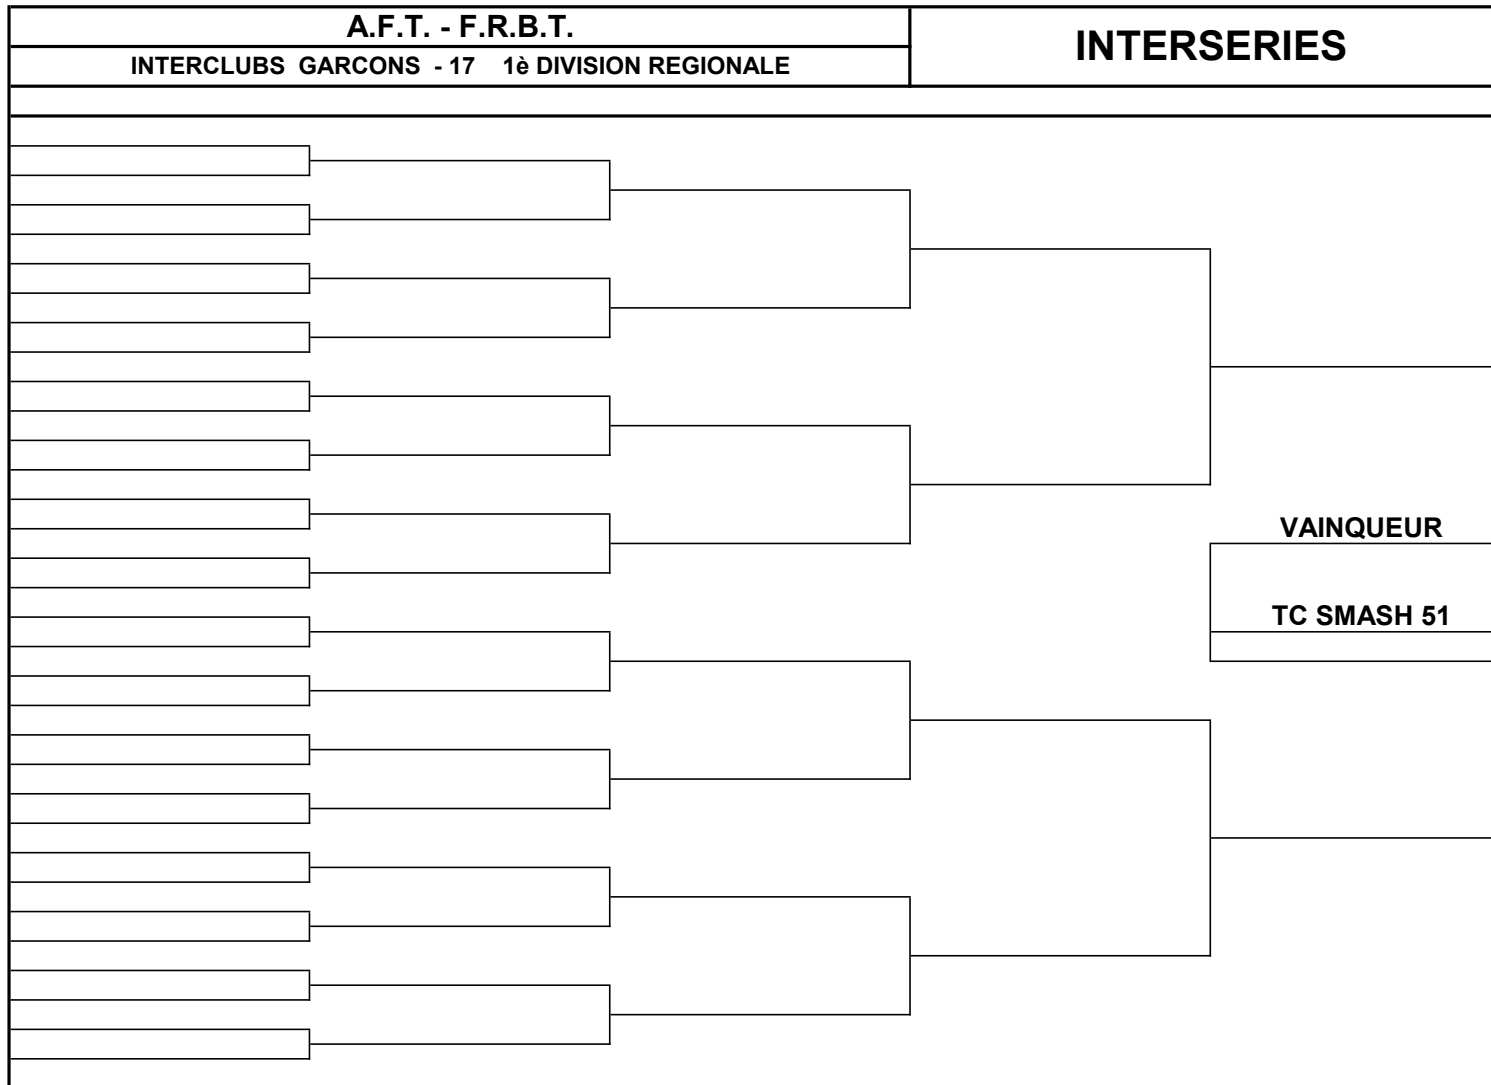 A.F.T. - F.R.B.T.
INTERSERIES
INTERCLUBS GARCONS - 17 1è DIVISION REGIONALE
VAINQUEUR
TC SMASH 51